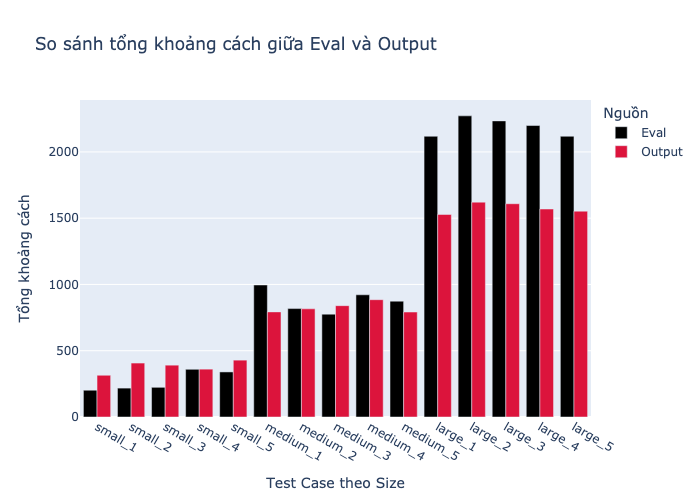 So sánh tổng khoảng cách giữa Eval và Output
Nguồn
Eval
Output
Tổng khoảng cách
2000
1500
1000
500
0
small_1
small_2
small_3
small_4
small_5
medium_1
medium_2
medium_3
medium_4
medium_5
large_1
large_2
large_3
large_4
large_5
Test Case theo Size